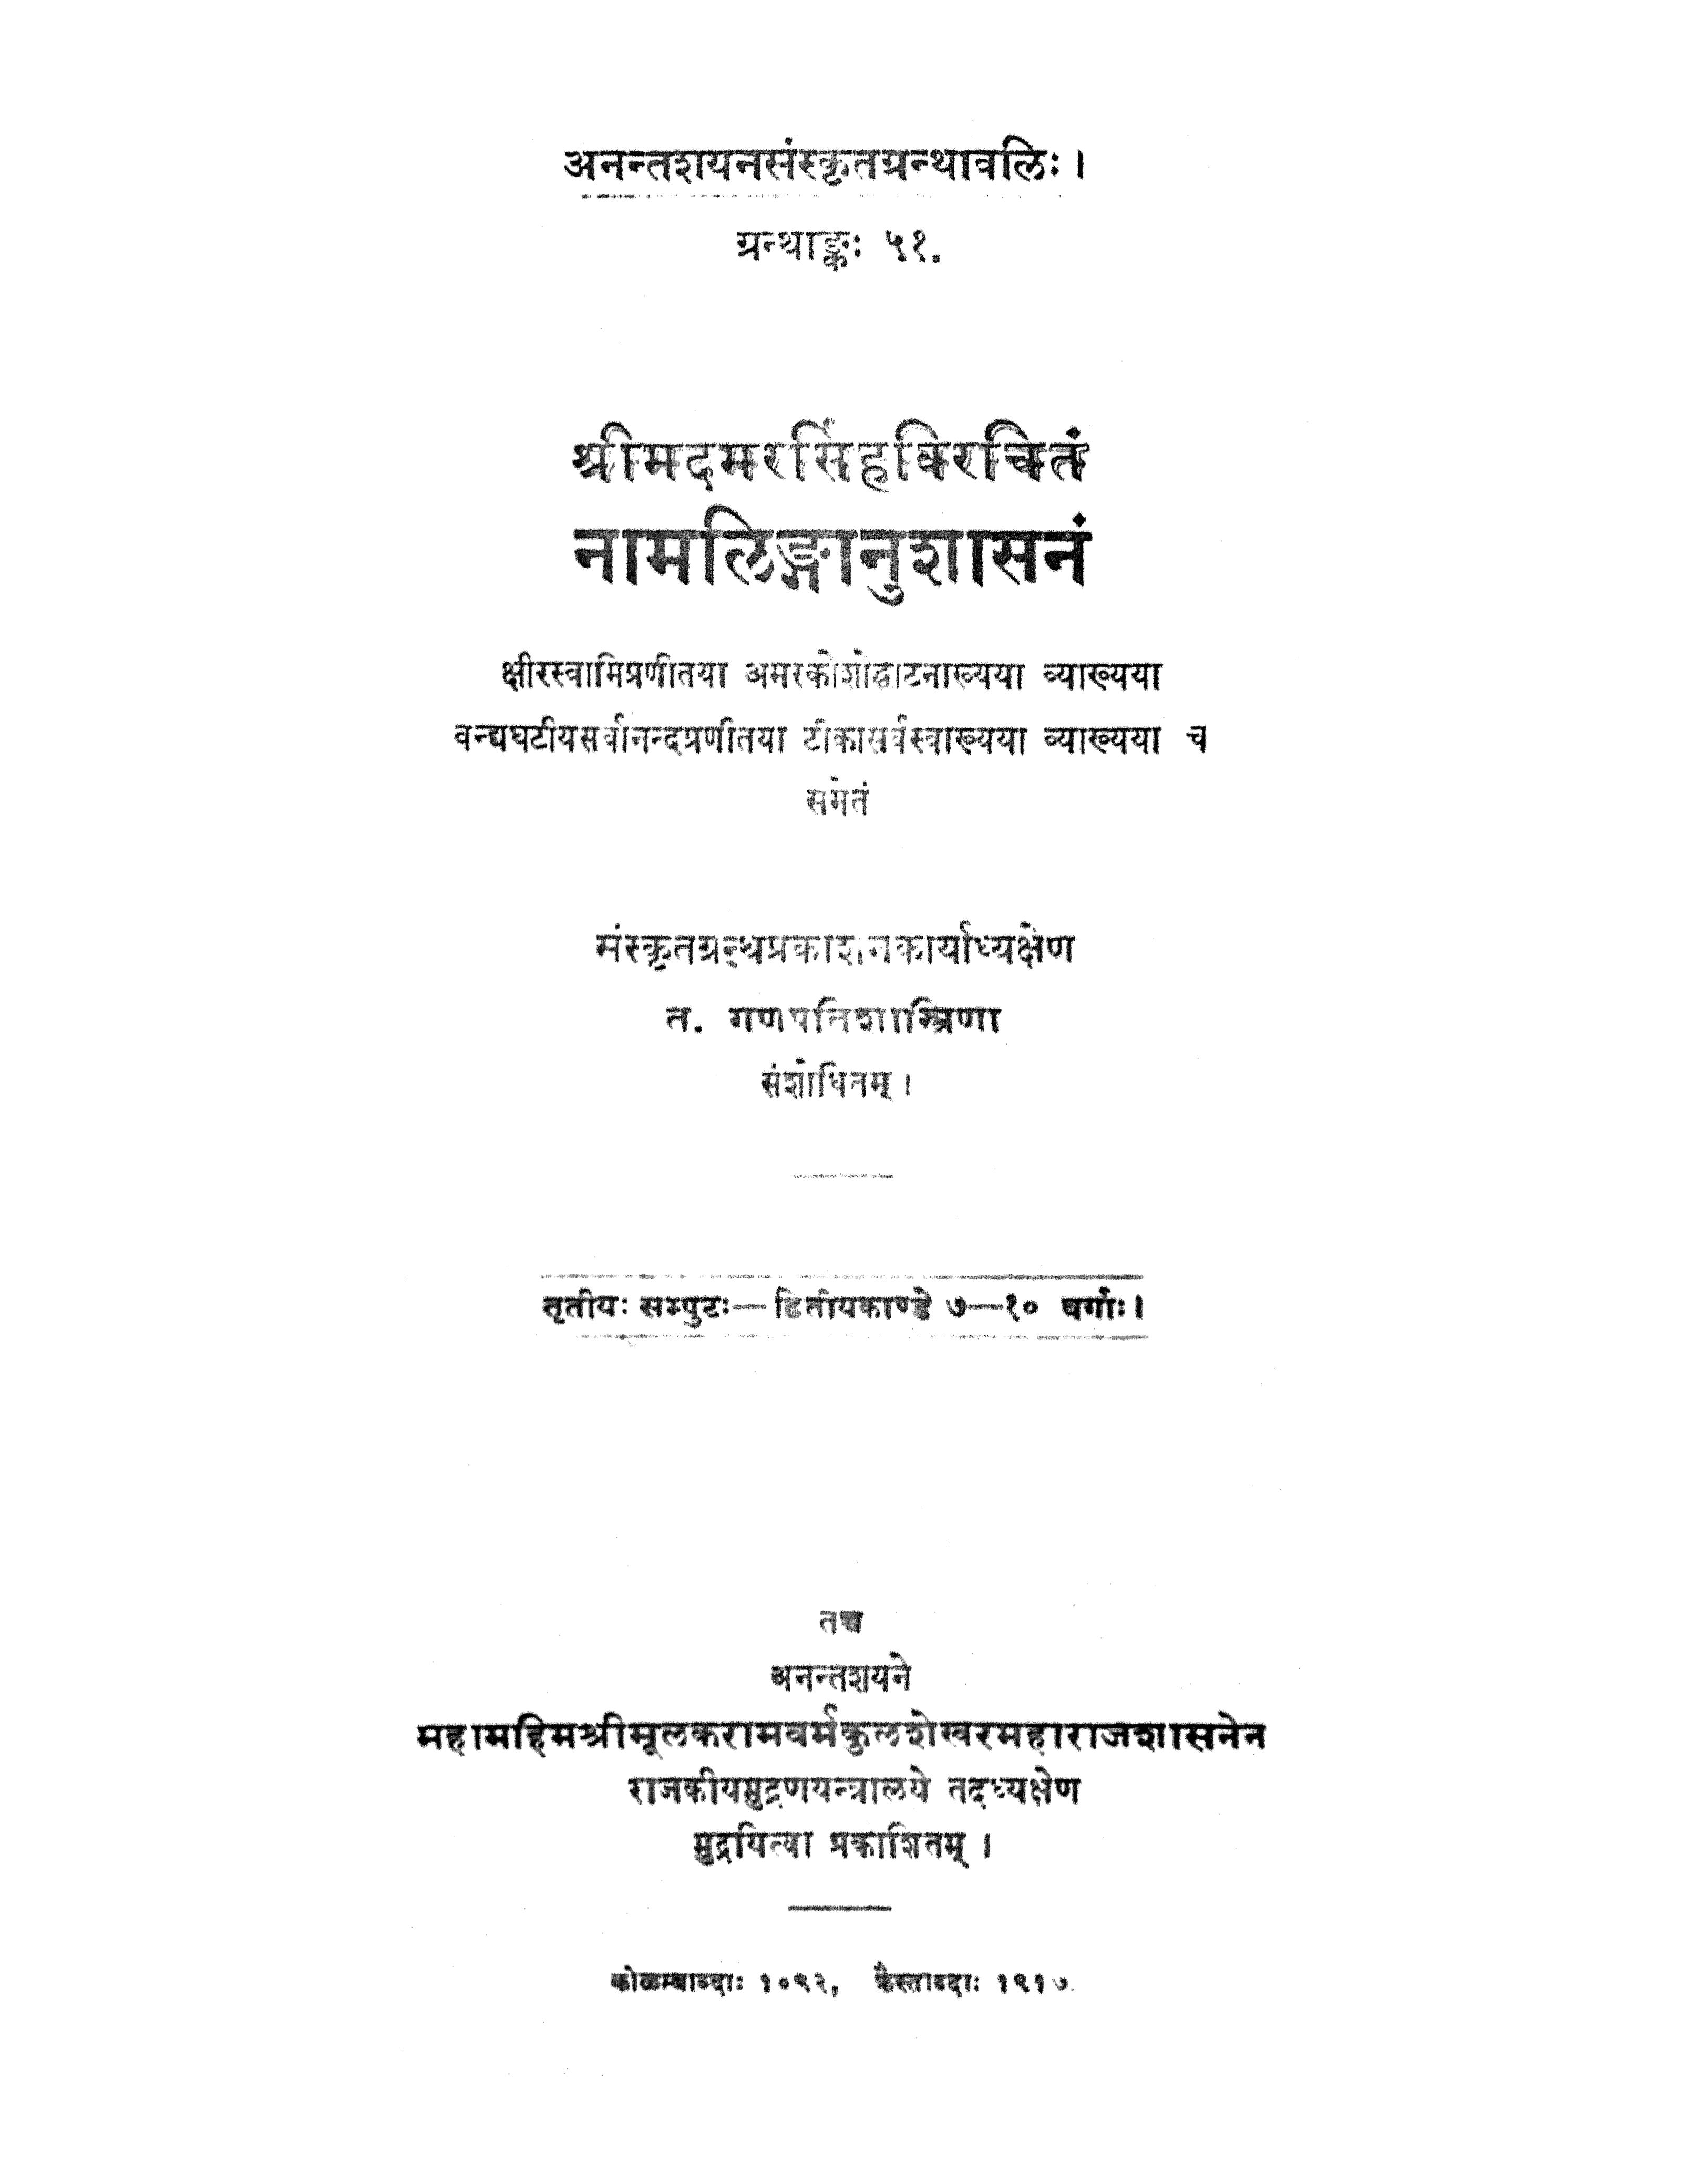 अनन्तशयनसंस्कृतग्रन्थावलिः ।
ग्रन्थाङ्कः ५१.
श्रीमदमरसिंहविरचितं
नामलिङ्गानुशासनं
क्षीरस्वामिप्रणीतया अमरकोशोद्घाटनाख्यया व्याख्यया
वन्द्यघटीयसर्वानन्दप्रणीतया टीकासर्वस्वाख्यया व्याख्यया च
समेतं
संस्कृतग्रन्थप्रकाशनकार्याध्यक्षेण
त. गणपतिशास्त्रिणा
संशोधितम् ।
तृतीयः सम्पुटः— द्वितीयकाण्डे ७—१० वर्गाः ।
तच्च
अनन्तशयने
महामहिमश्रीमूलकरामवर्मकुलशेखरमहाराजशासनेन
राजकीयमुद्रणयन्त्रालये तदध्यक्षेण
मुद्रयित्वा प्रकाशितम् ।
कोळम्बाब्दाः १०९२, क्रैस्ताब्दाः १९१७.